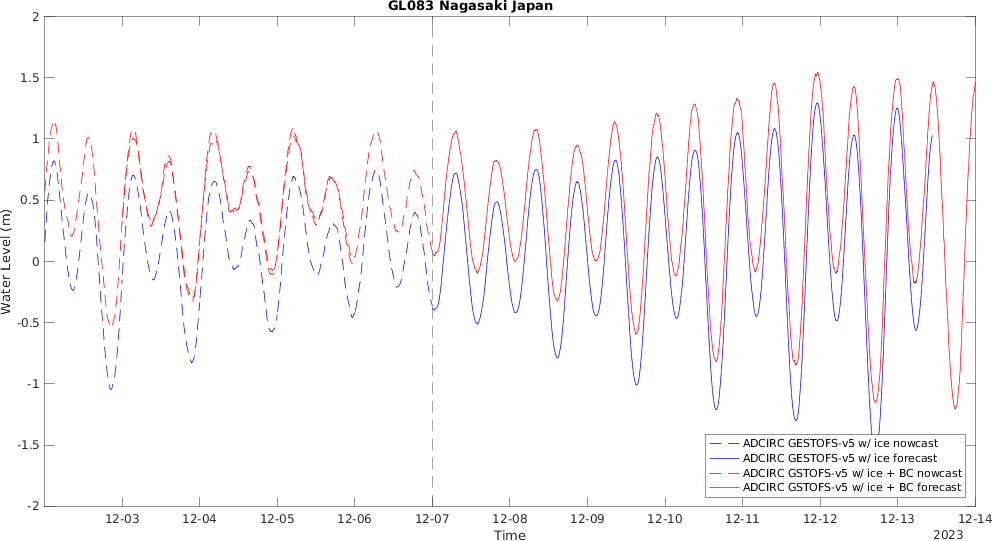 GL083 Nagasaki Japan
2
1.5
1
0.5
0
-0.5
-1
-1.5
-2
Water Level (m)
ADCIRC GESTOFS-v5 w/ ice nowcast
ADCIRC GESTOFS-v5 w/ ice forecast
ADCIRC GSTOFS-v5 w/ ice + BC nowcast
ADCIRC GSTOFS-v5 w/ ice + BC forecast
12-03 12-04 12-05 12-06 12-07 12-08 12-09 12-10 12-11 12-12 12-13 12-14
Time
2023